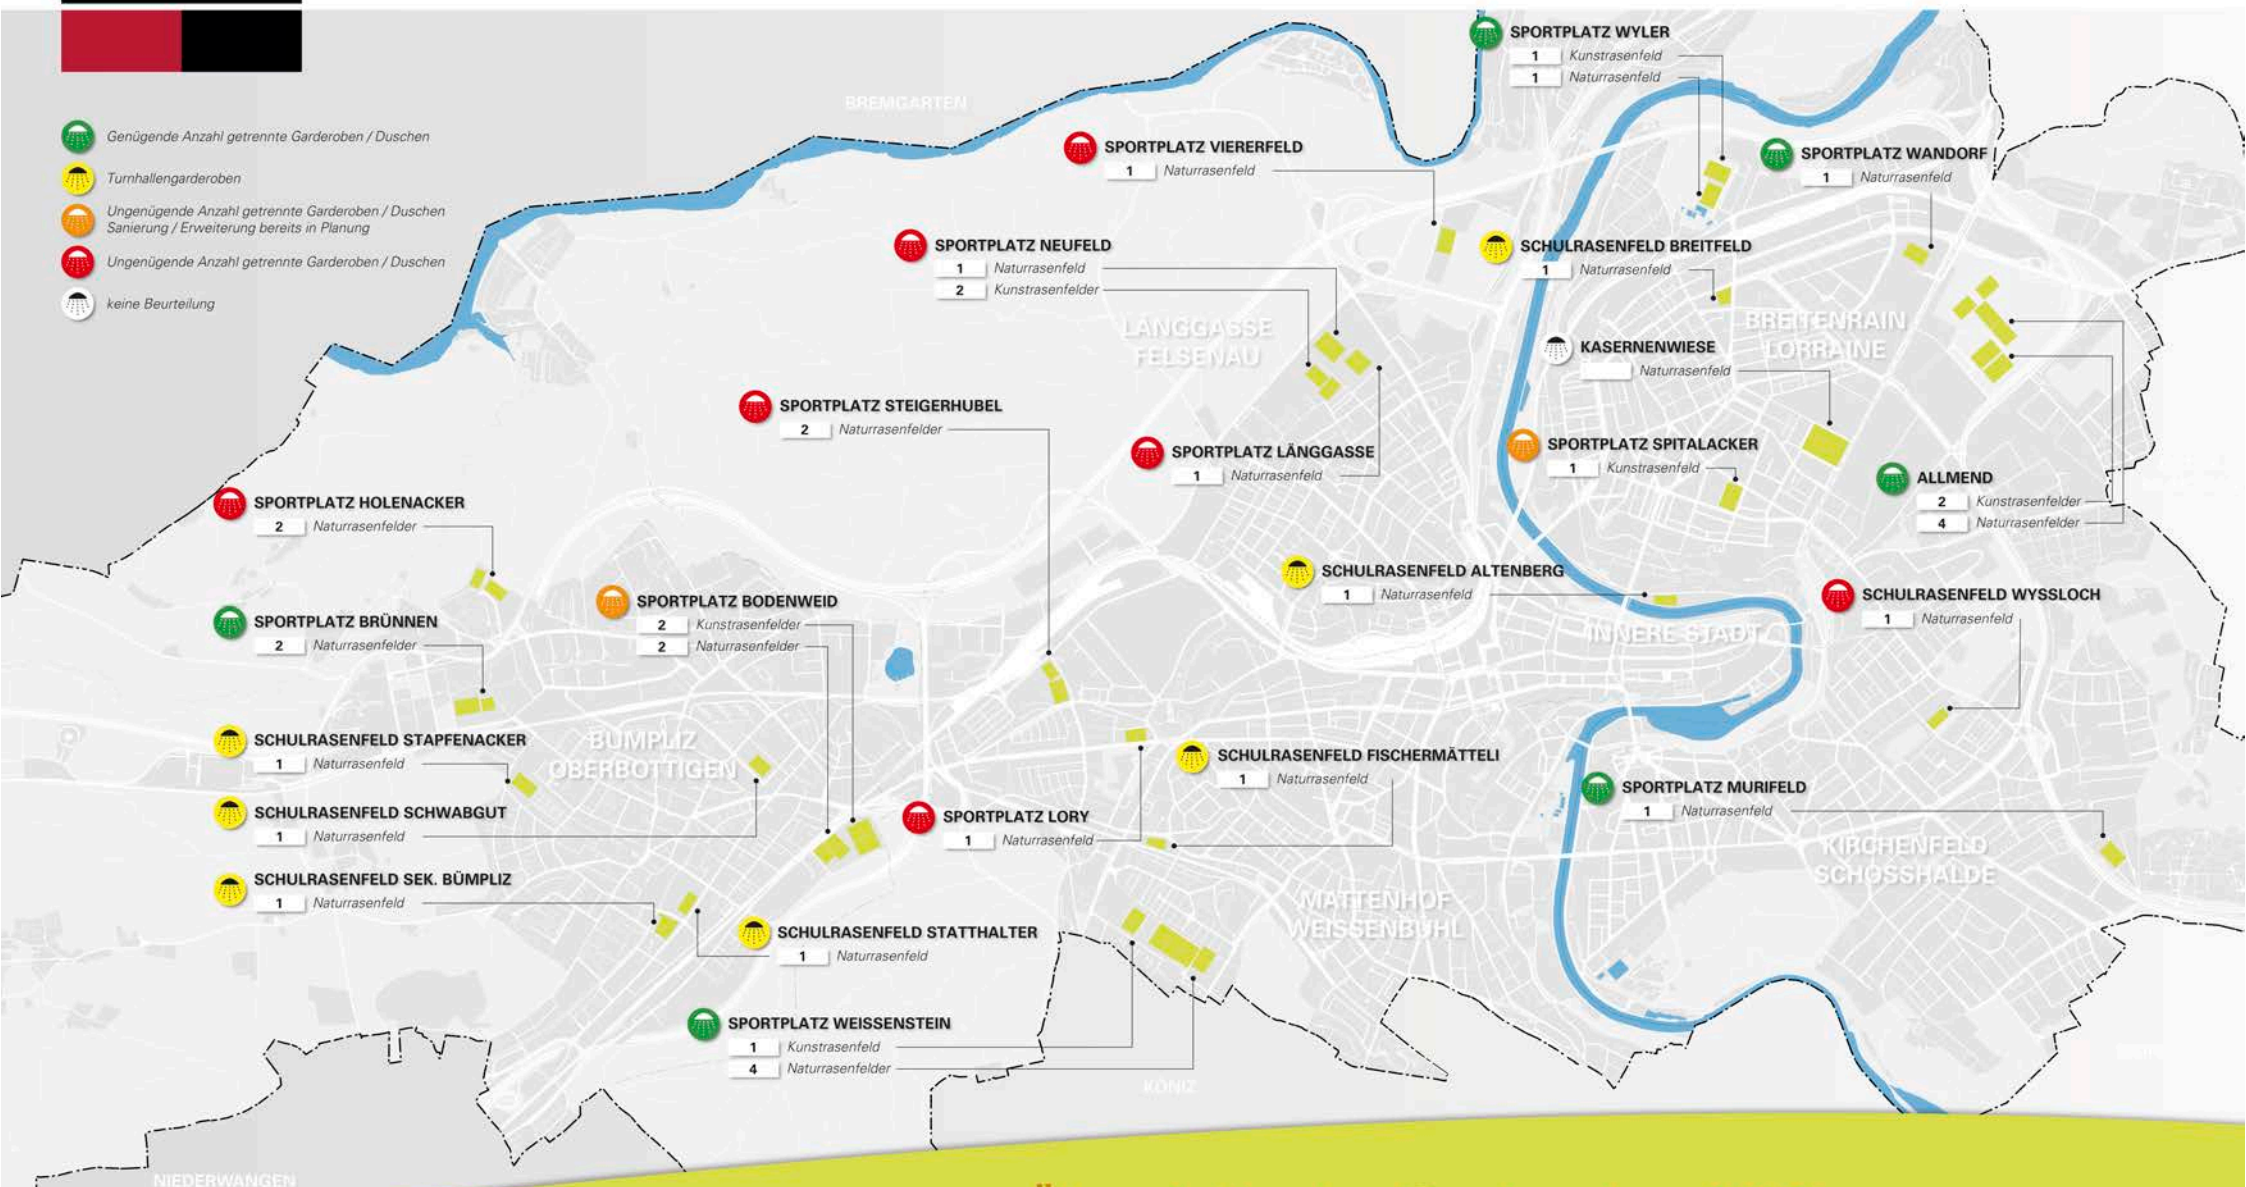 Genügende Anzahl getrennte Garderoben / Duschen
Turnhallengarderoben
Ungenügende Anzahl getrennte Garderoben / Duschen
Sanierung / Erweiterung bereits in Planung
Ungenügende Anzahl getrennte Garderoben / Duschen
keine Beurteilung
BREMGARTEN
SPORTPLATZ WYLER
1 Kunstrasenfeld
1 Naturrasenfeld
SPORTPLATZ VIERERFELD
1 Naturrasenfeld
SPORTPLATZ WANDORF
1 Naturrasenfeld
SPORTPLATZ NEUFELD
1 Naturrasenfeld
2 Kunstrasenfelder
SCHULRASENFELD BREITFELD
1 Naturrasenfeld
LÄNGGASSE
FELSENAU
BREITENRAIN
LORRAINE
KASERNENWIESE
Naturrasenfeld
SPORTPLATZ STEIGERHUBEL
2 Naturrasenfelder
SPORTPLATZ LÄNGGASSE
1 Naturrasenfeld
SPORTPLATZ SPITALACKER
1 Kunstrasenfeld
ALLMEND
2 Kunstrasenfelder
4 Naturrasenfelder
SPORTPLATZ HOLENACKER
2 Naturrasenfelder
SCHULRASENFELD ALTENBERG
1 Naturrasenfeld
SCHULRASENFELD WYSSLOCH
1 Naturrasenfeld
SPORTPLATZ BRÜNNEN
2 Naturrasenfelder
SPORTPLATZ BODENWEID
2 Kunstrasenfelder
2 Naturrasenfelder
INNERE STADT
SCHULRASENFELD STAPFENACKER
1 Naturrasenfeld
BÜMPLIZ
OBERBOTTIGEN
SCHULRASENFELD FISCHERMÄTTELI
1 Naturrasenfeld
SPORTPLATZ MURIFELD
1 Naturrasenfeld
SCHULRASENFELD SCHWABGUT
1 Naturrasenfeld
SPORTPLATZ LORY
1 Naturrasenfeld
KIRCHENFELD
SCHOSSHALDE
SCHULRASENFELD SEK. BÜMPLIZ
1 Naturrasenfeld
MATTENHOF
WEISSENBÜHL
SCHULRASENFELD STATTHALTER
1 Naturrasenfeld
SPORTPLATZ WEISSENSTEIN
1 Kunstrasenfeld
4 Naturrasenfelder
KÖNIZ
NIEDERWANGEN